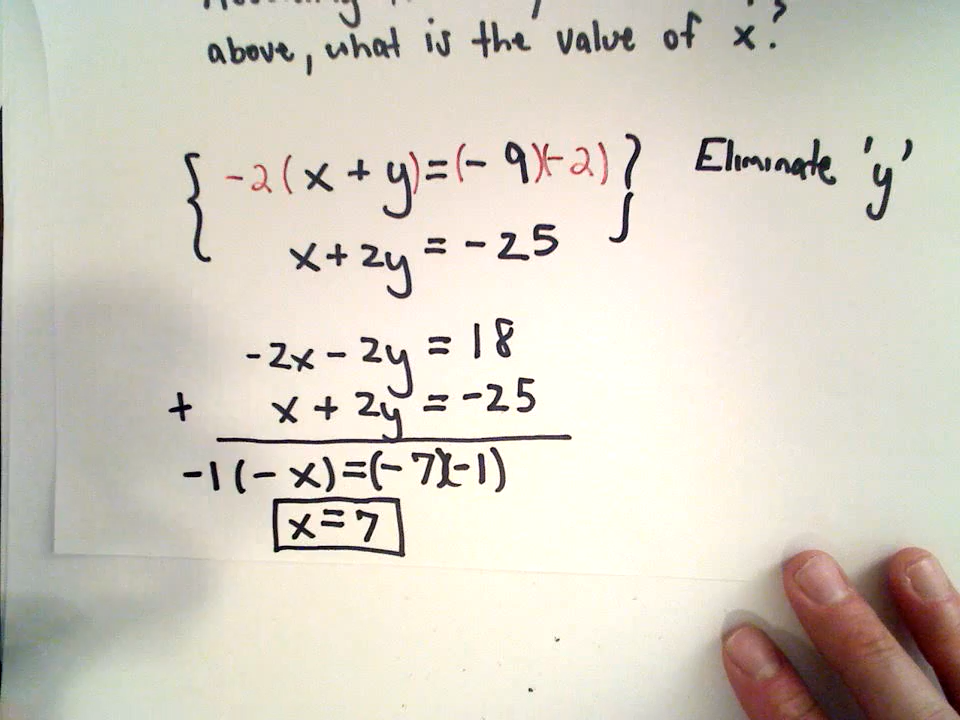 above, what is the value of x?
-2(x + y)=(-9)(-2) Eliminate 'y'
x+2y = -25
-2x - 2y = 18
+ x + 2y = -25
-1(-x)=(-7)(-1)
x=7